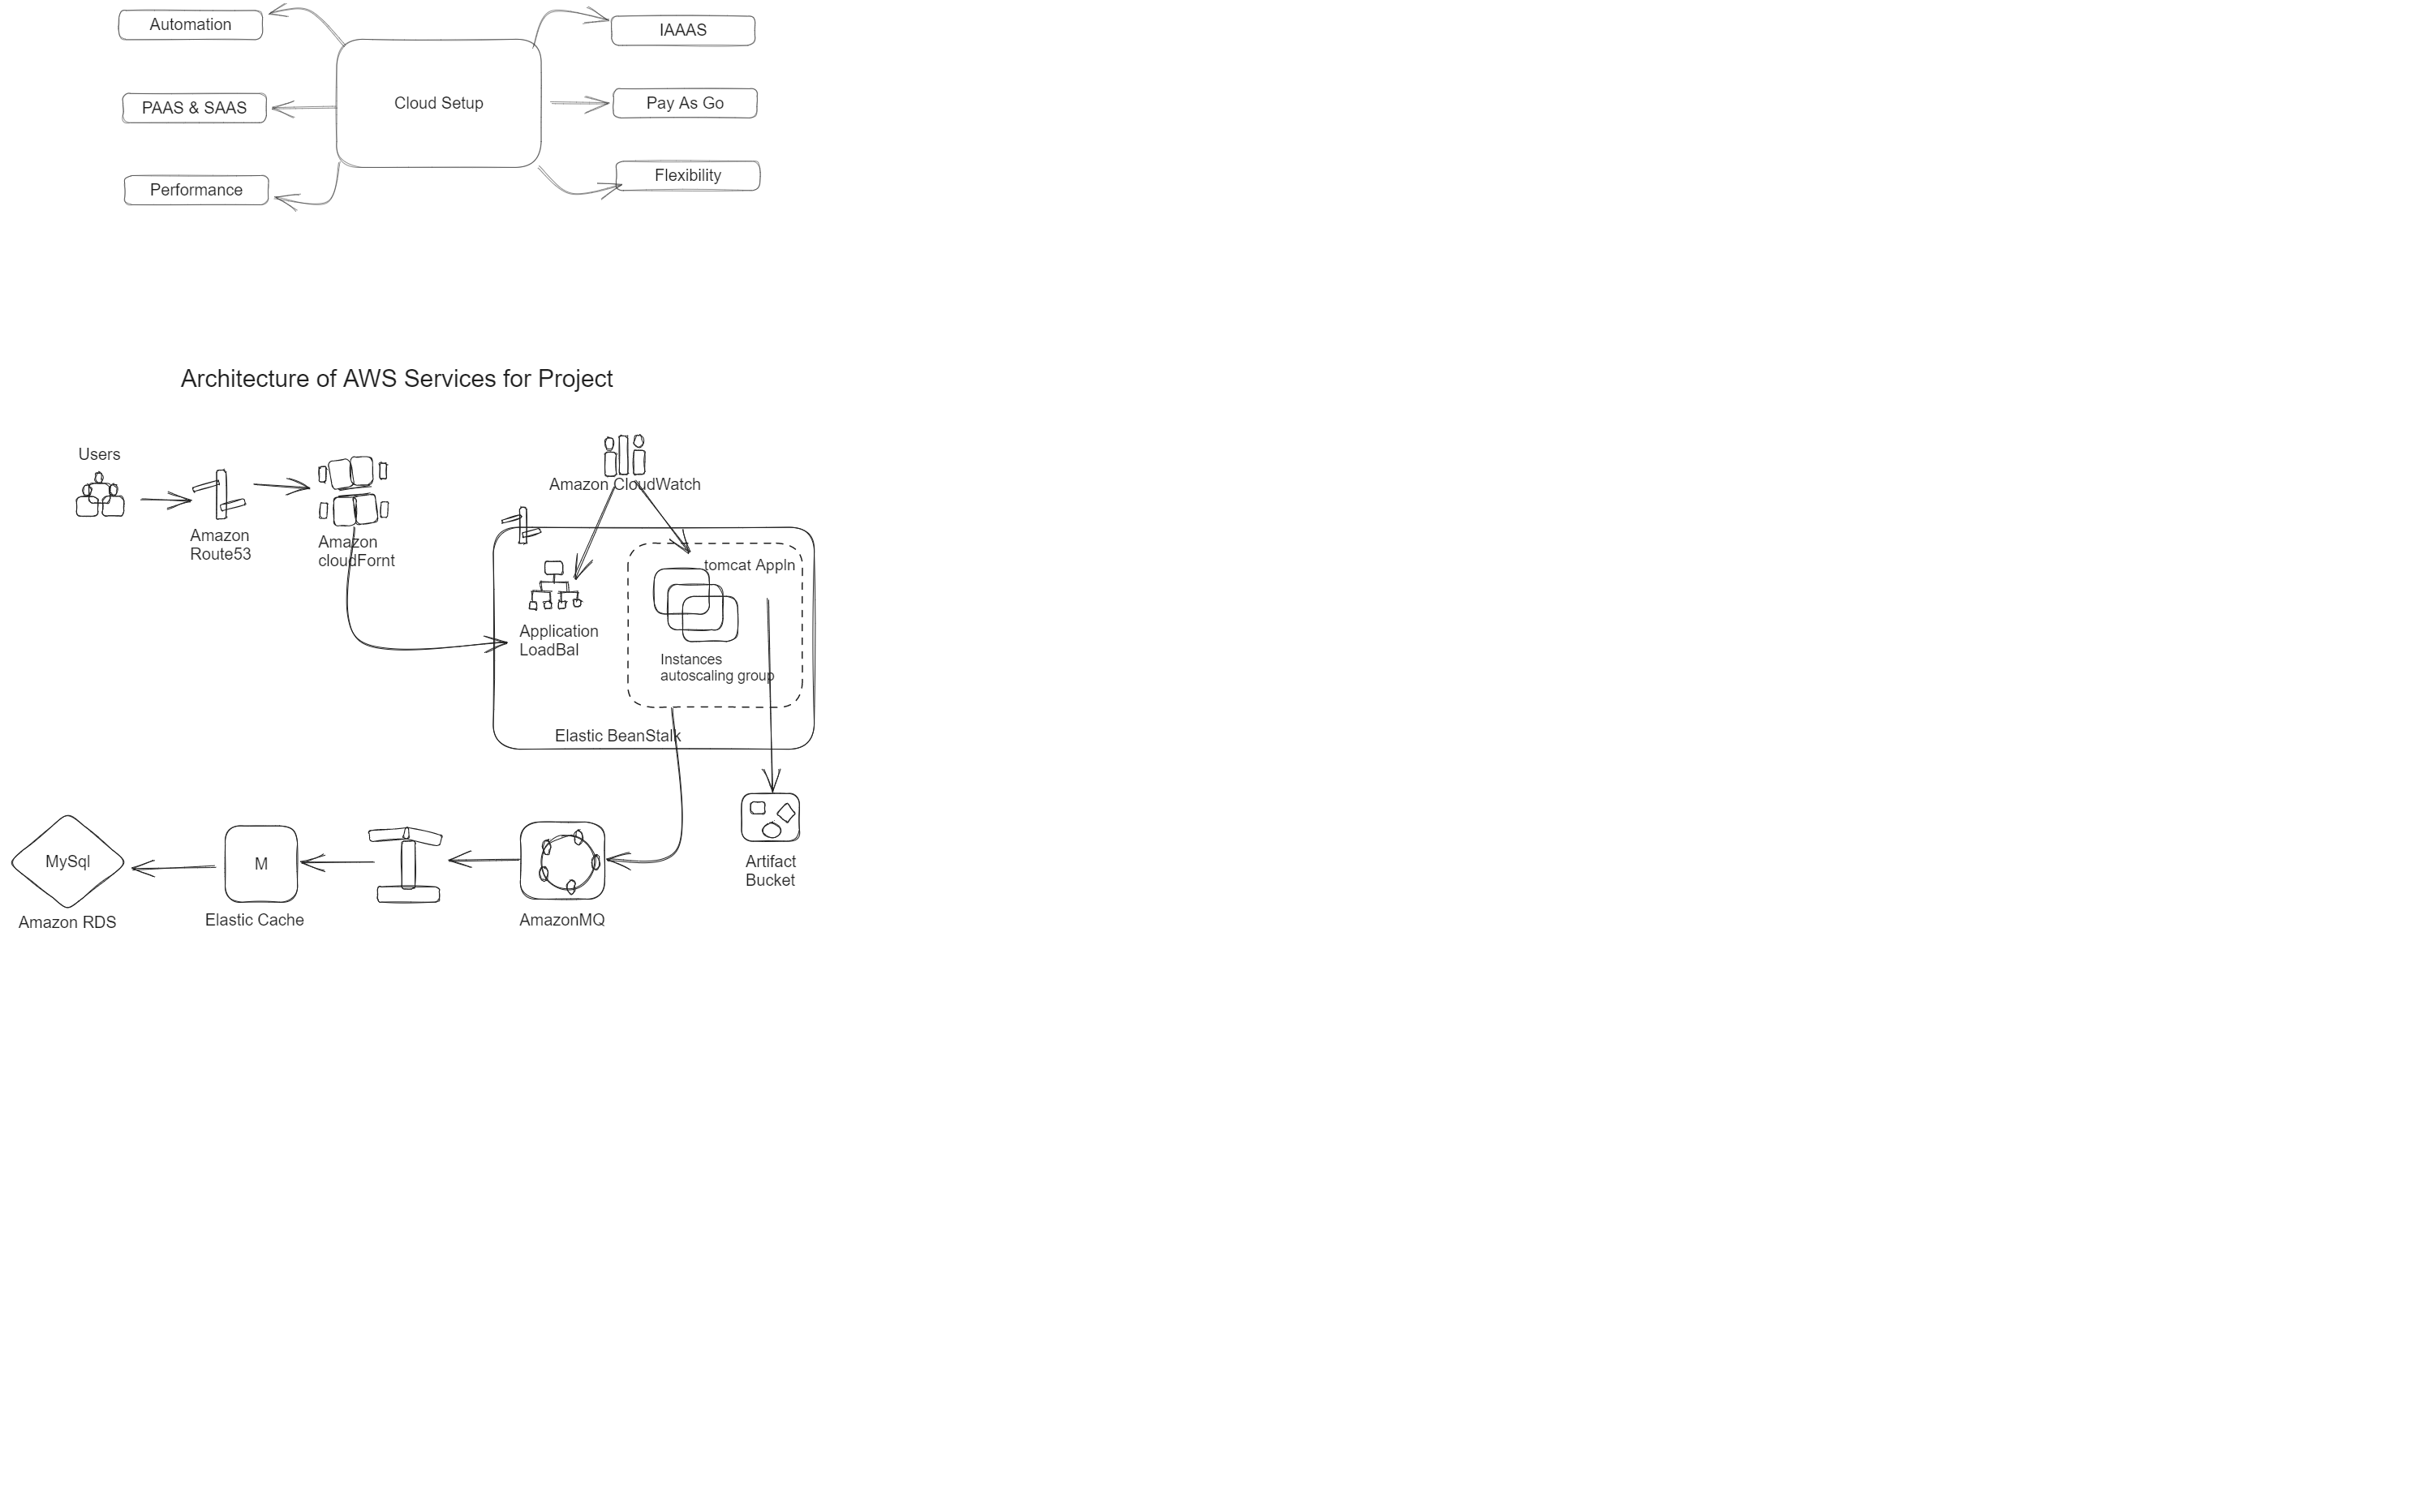 Automation
IAAAS
Cloud Setup
PAAS & SAAS
Pay As Go
Performance
Flexibility
Architecture of AWS Services for Project
Users
Amazon CloudWatch
Amazon
Route53
Amazon
cloudFornt
tomcat Appln
Application
LoadBal
Instances
autoscaling group
Elastic BeanStalk
MySql
M
Artifact
Bucket
Amazon RDS
Elastic Cache
AmazonMQ